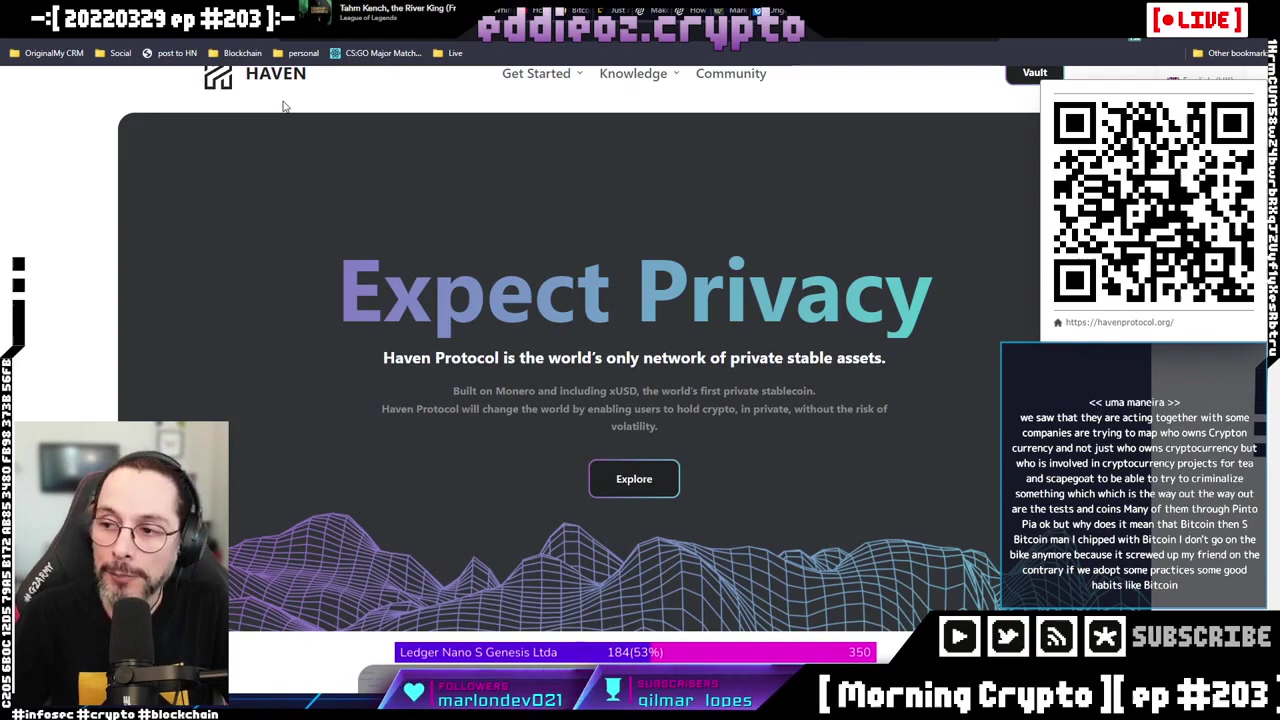 -:[ 20220329 ep #203 ]:-
Tahm Kench, the River King (Fr
League of Legends
eddieoz.crypto
[•LIVE]
OriginalMy CRM
Social
post to HN
Blockchain
personal
CS:GO Major Match...
Live
Other bookmark
HAVEN
Get Started
Knowledge
Community
Vault
Expect Privacy
Haven Protocol is the world's only network of private stable assets.
Built on Monero and including xUSD, the world's first private stablecoin.
Haven Protocol will change the world by enabling users to hold crypto, in private, without the risk of
volatility.
Explore
https://havenprotocol.org/
<< uma maneira >>
we saw that they are acting together with some
companies are trying to map who owns Crypton
currency and not just who owns cryptocurrency but
who is involved in cryptocurrency projects for tea
and scapegoat to be able to try to criminalize
something which which is the way out the way out
are the tests and coins Many of them through Pinto
Pia ok but why does it mean that Bitcoin then S
Bitcoin man I chipped with Bitcoin I don't go on the
bike anymore because it screwed up my friend on the
contrary if we adopt some practices some good
habits like Bitcoin
Ledger Nano S Genesis Ltda
184(53%)
350
FOLLOWERS
marlondev021
SUBSCRIBERS
gilmar_lopes
SUBSCRIBE
[ Morning Crypto ][ ep #203 ]
#infosec #crypto #blockchain